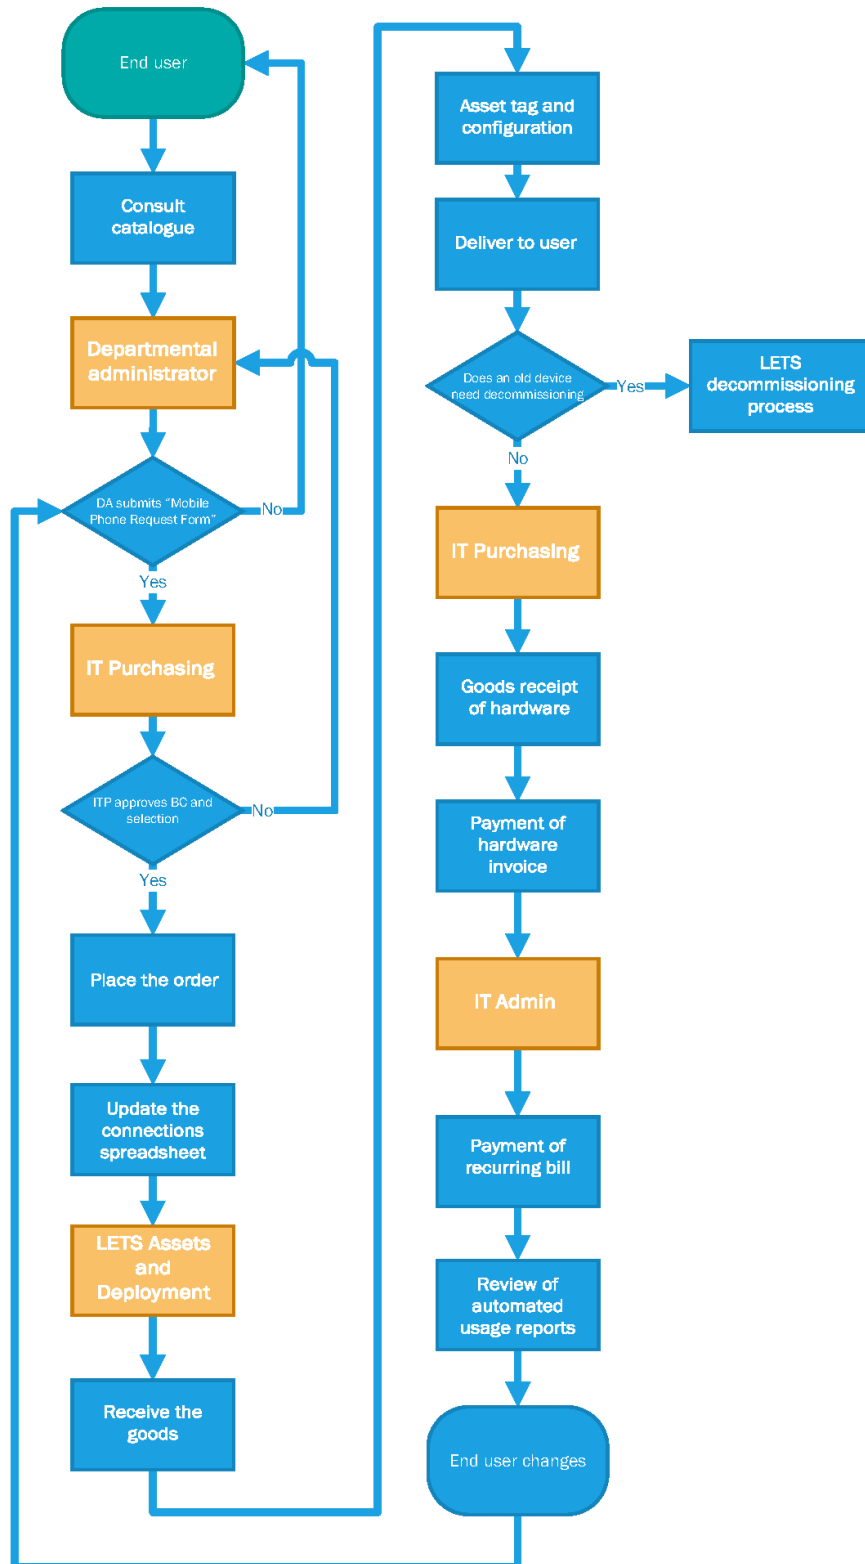 End user
Consult
catalogue
Departmental
administrator
DA submits “Mobile
Phone Request Form”
No
Yes
IT Purchasing
ITP approves BC and
selection
No
Yes
Place the order
Update the
connections
spreadsheet
LETS Assets
and
Deployment
Receive the
goods
Asset tag and
configuration
Deliver to user
Does an old device
need decommissioning
Yes
LETS
decommissioning
process
No
IT Purchasing
Goods receipt
of hardware
Payment of
hardware
invoice
IT Admin
Payment of
recurring bill
Review of
automated
usage reports
End user changes